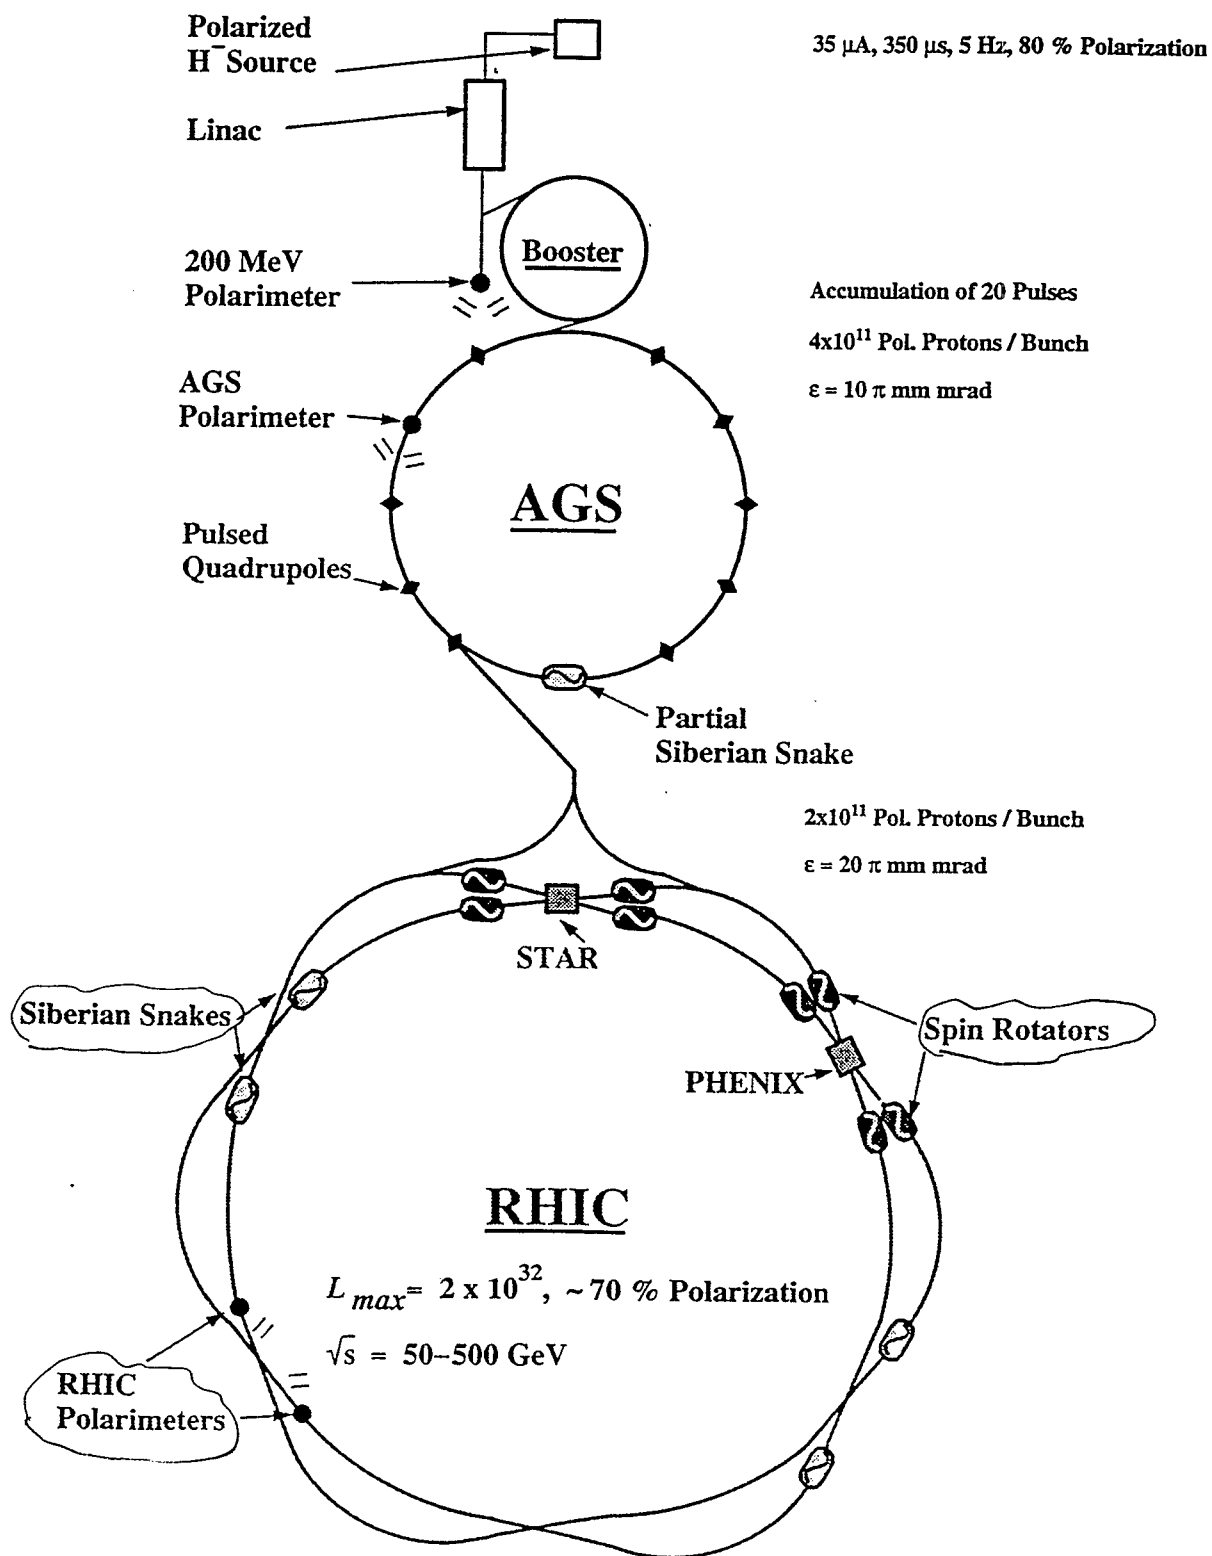 Polarized
H⁻ Source
35 µA, 350 µs, 5 Hz, 80 % Polarization
Linac
Booster
200 MeV
Polarimeter
Accumulation of 20 Pulses
4x10¹¹ Pol. Protons / Bunch
ε = 10 π mm mrad
AGS
Polarimeter
AGS
Pulsed
Quadrupoles
Partial
Siberian Snake
2x10¹¹ Pol. Protons / Bunch
ε = 20 π mm mrad
STAR
Siberian Snakes
Spin Rotators
PHENIX
RHIC
L max = 2 x 10³², ~ 70 % Polarization
√s = 50–500 GeV
RHIC
Polarimeters